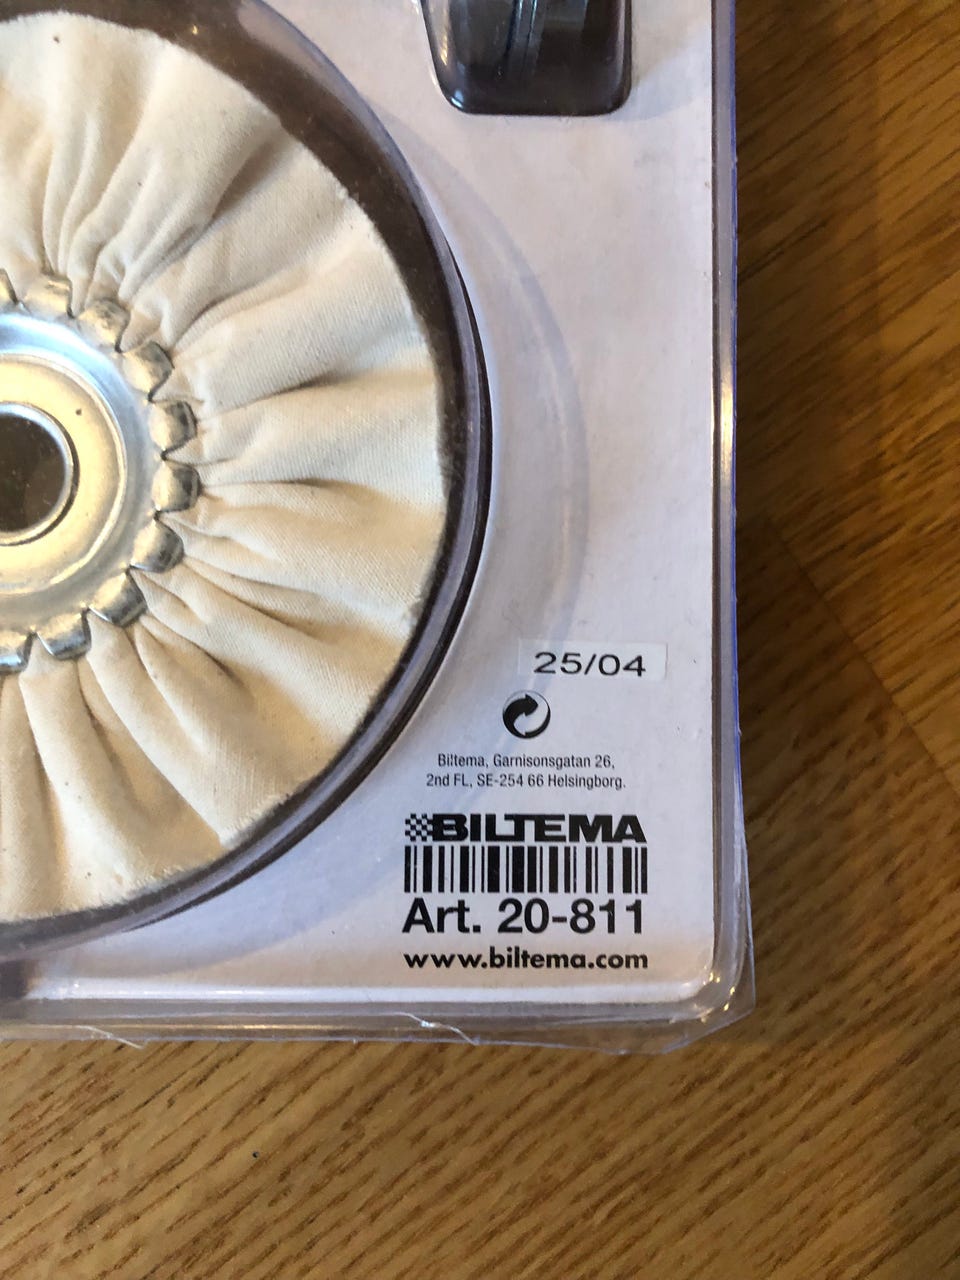 25/04
Biltema, Garnisonsgatan 26,
2nd FL, SE-254 66 Helsingborg.
BILTEMA
Art. 20-811
www.biltema.com